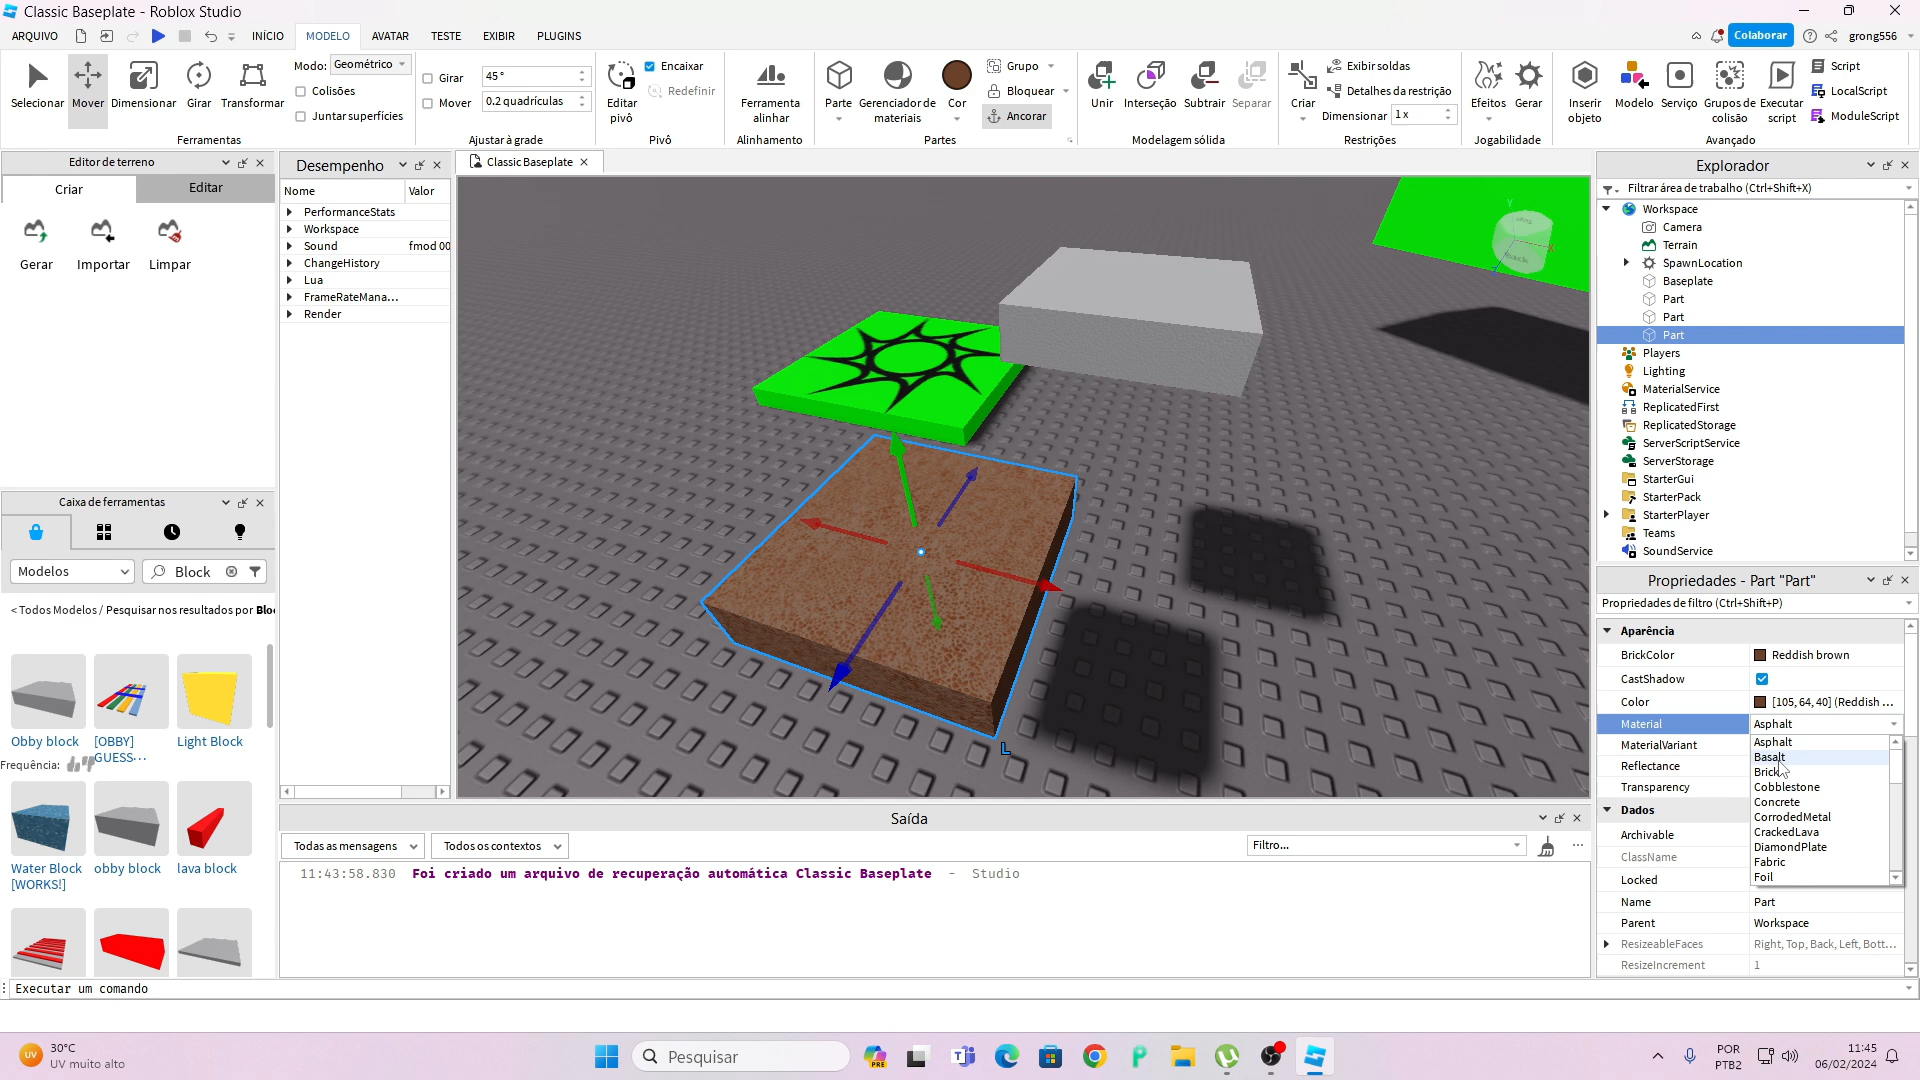 Classic Baseplate - Roblox Studio
ARQUIVO
INÍCIO
MODELO
AVATAR
TESTE
EXIBIR
PLUGINS
Colaborar
grong556
Selecionar
Mover
Dimensionar
Girar
Transformar
Modo: Geométrico
Colisões
Juntar superfícies
Ferramentas
Girar 45°
Mover 0.2 quadrículas
Ajustar à grade
Editar
pivô
Encaixar
Redefinir
Pivô
Ferramenta
alinhar
Alinhamento
Parte
Gerenciador de
materiais
Cor
Grupo
Bloquear
Ancorar
Partes
Unir
Interseção
Subtrair
Separar
Modelagem sólida
Criar
Exibir soldas
Detalhes da restrição
Dimensionar 1 x
Restrições
Efeitos
Gerar
Jogabilidade
Inserir
objeto
Modelo
Serviço
Grupos de
colisão
Executar
script
Script
LocalScript
ModuleScript
Avançado
Editor de terreno
Criar
Editar
Gerar
Importar
Limpar
Caixa de ferramentas
Modelos
Block
< Todos Modelos / Pesquisar nos resultados por Bloc
Obby block
[OBBY]
GUESS...
Light Block
Frequência:
Water Block
[WORKS!]
obby block
lava block
Desempenho
Nome Valor
PerformanceStats
Workspace
Sound fmod 00
ChangeHistory
Lua
FrameRateMana...
Render
Classic Baseplate
Y
X
Back
L
Saída
Todas as mensagens
Todos os contextos
Filtro...
11:43:58.830 Foi criado um arquivo de recuperação automática Classic Baseplate - Studio
Explorador
Filtrar área de trabalho (Ctrl+Shift+X)
Workspace
Camera
Terrain
SpawnLocation
Baseplate
Part
Part
Part
Players
Lighting
MaterialService
ReplicatedFirst
ReplicatedStorage
ServerScriptService
ServerStorage
StarterGui
StarterPack
StarterPlayer
Teams
SoundService
Propriedades - Part "Part"
Propriedades de filtro (Ctrl+Shift+P)
Aparência
BrickColor Reddish brown
CastShadow
Color [105, 64, 40] (Reddish ...
Material Asphalt
MaterialVariant
Reflectance
Transparency
Asphalt
Basalt
Brick
Cobblestone
Concrete
CorrodedMetal
CrackedLava
DiamondPlate
Fabric
Foil
Dados
Archivable
ClassName
Locked
Name Part
Parent Workspace
ResizeableFaces Right, Top, Back, Left, Bott...
ResizeIncrement 1
Executar um comando
UV
30°C
UV muito alto
Pesquisar
PRE
POR
PTB2
11:45
06/02/2024